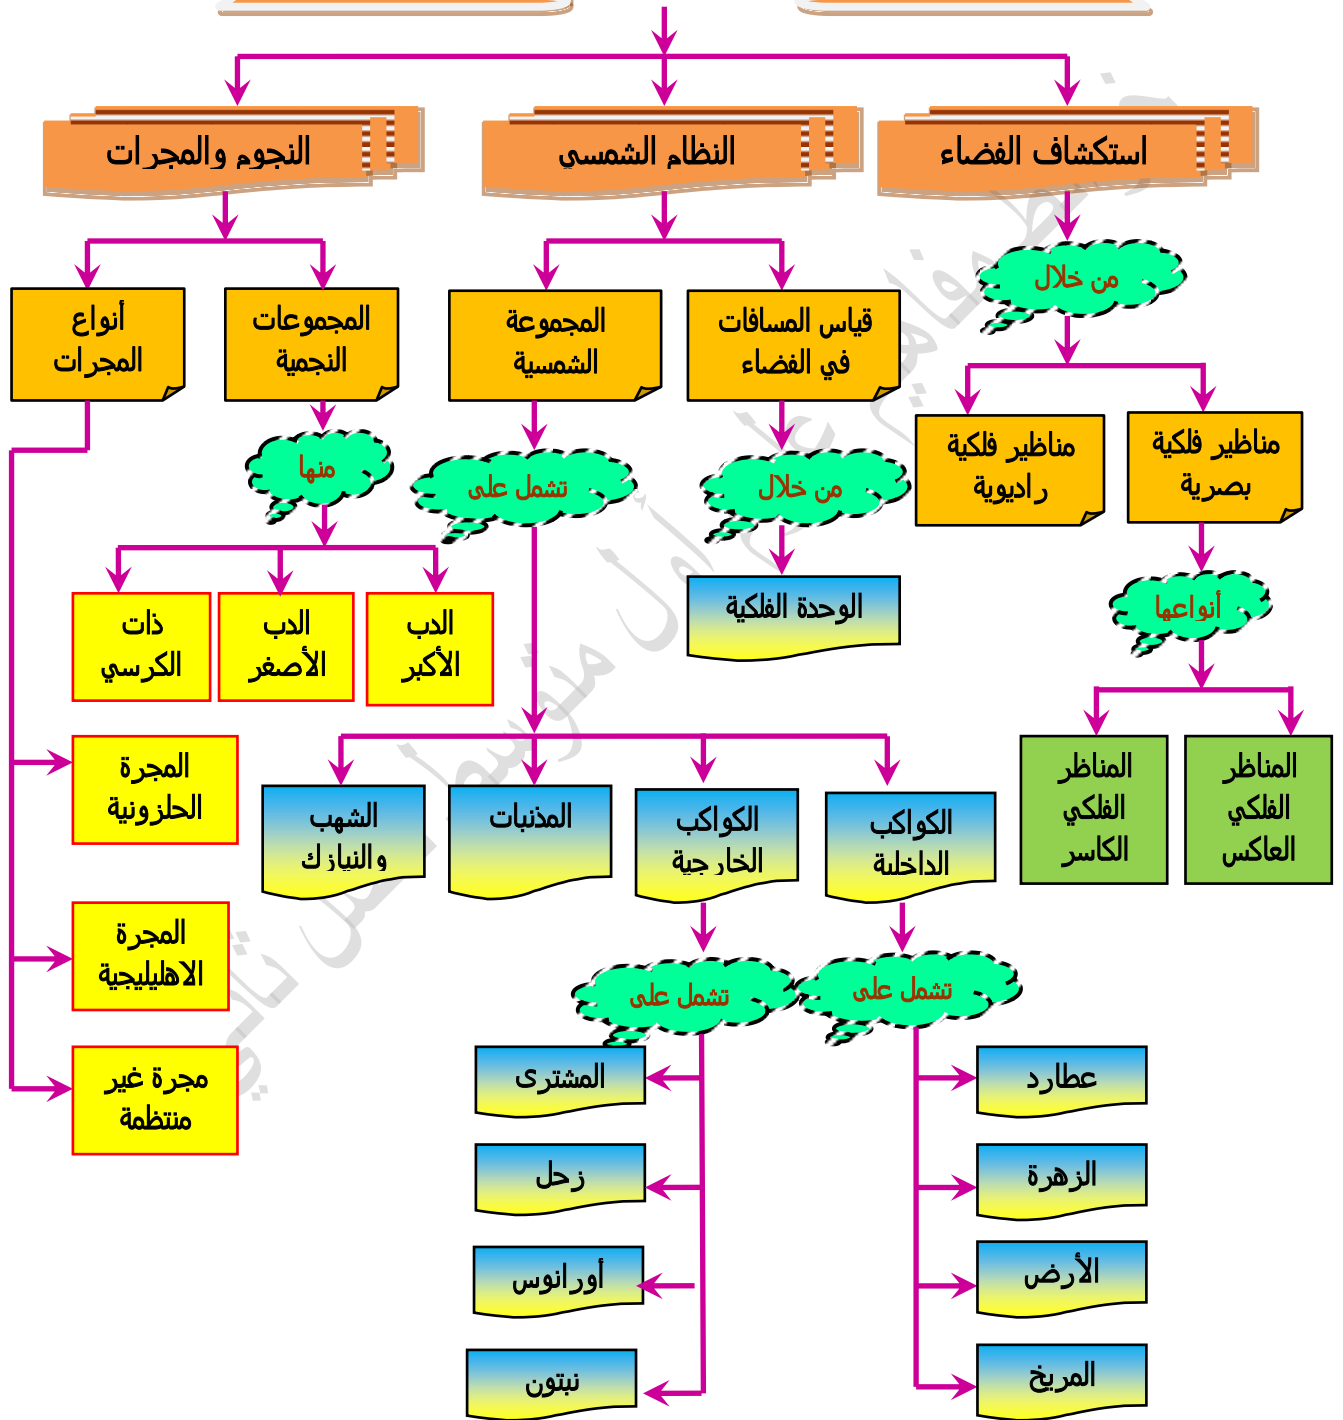 استكشاف الفضاء
النظام الشمسي
النجوم والمجرات
من خلال
مناظير فلكية
بصرية
مناظير فلكية
راديوية
أنواعها
المناظر
الفلكي
العاكس
المناظر
الفلكي
الكاسر
قياس المسافات
في الفضاء
من خلال
الوحدة الفلكية
المجموعة
الشمسية
تشمل على
الكواكب
الداخلية
الكواكب
الخارجية
المذنبات
الشهب
والنيازك
تشمل على
عطارد
الزهرة
الأرض
المريخ
تشمل على
المشترى
زحل
أورانوس
نبتون
المجموعات
النجمية
منها
الدب
الأكبر
الدب
الأصغر
ذات
الكرسي
أنواع
المجرات
المجرة
الحلزونية
المجرة
الاهليليجية
مجرة غير
منتظمة